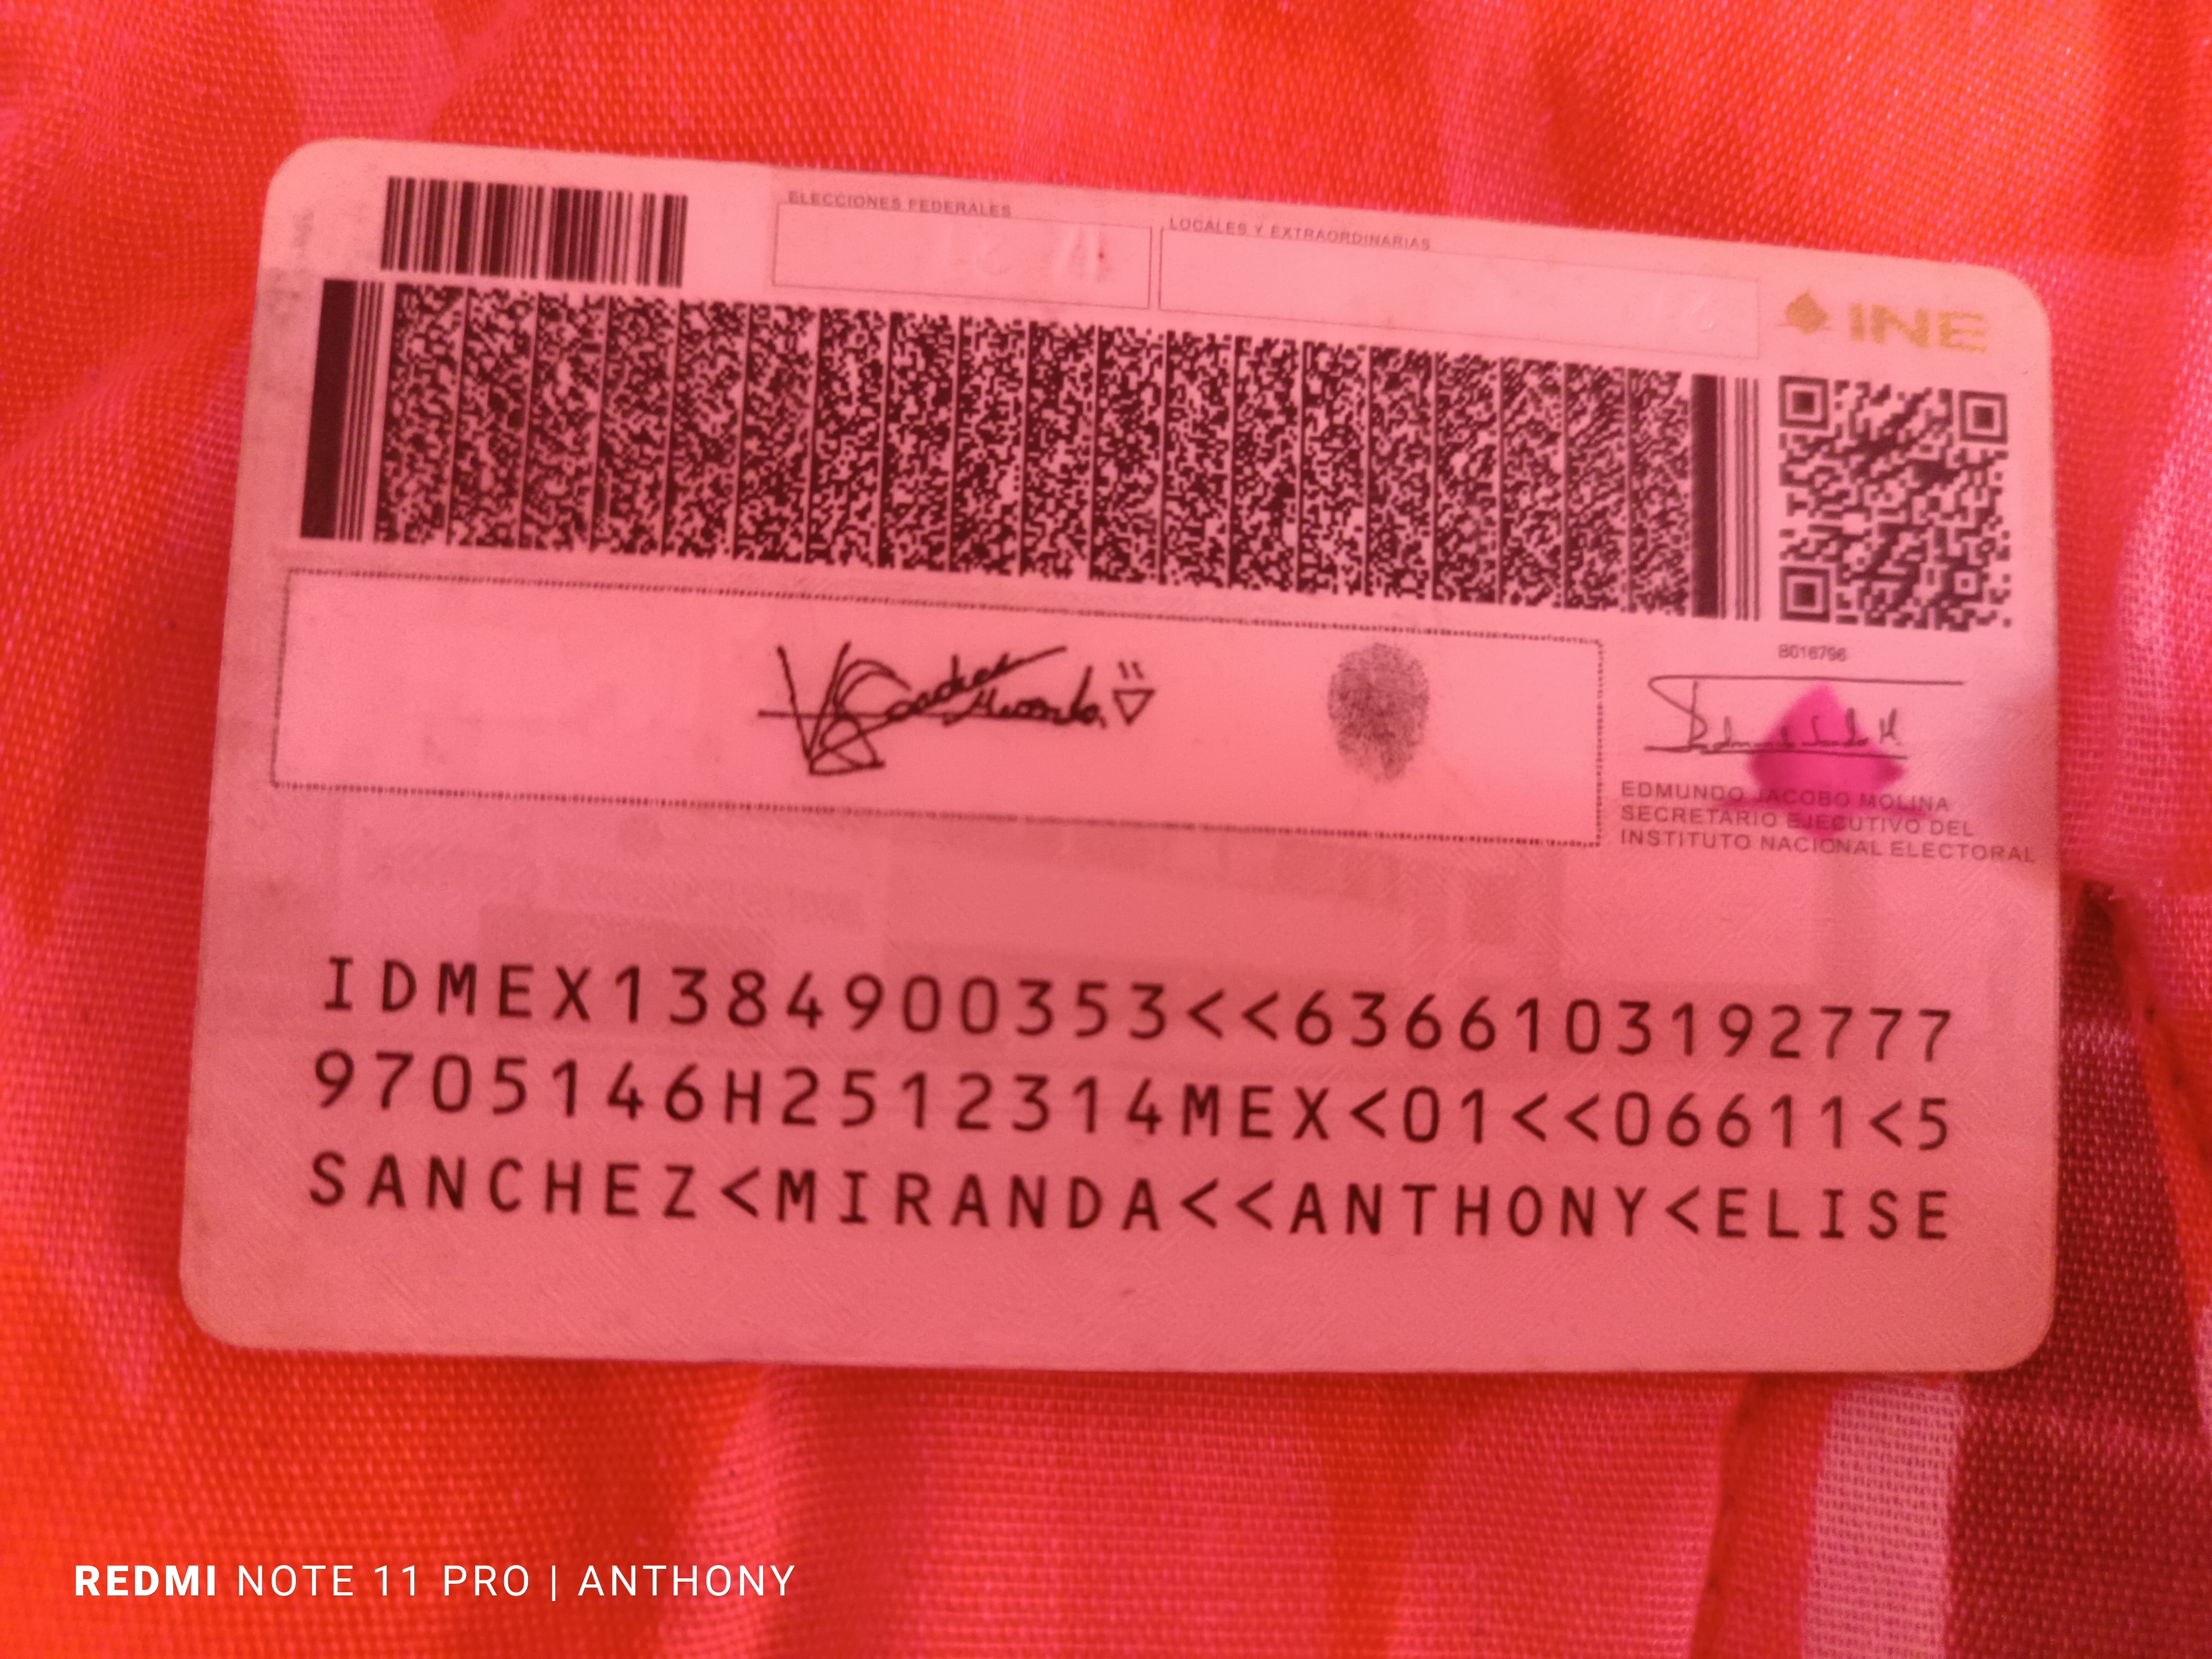 ELECCIONES FEDERALES
LOCALES Y EXTRAORDINARIAS
INE
EDMUNDO JACOBO MOLINA
SECRETARIO EJECUTIVO DEL
INSTITUTO NACIONAL ELECTORAL
IDMEX1384900353<<6366103192777
9705146H2512314MEX<01<<06611<5
SANCHEZ<MIRANDA<<ANTHONY<ELISE
REDMI NOTE 11 PRO | ANTHONY